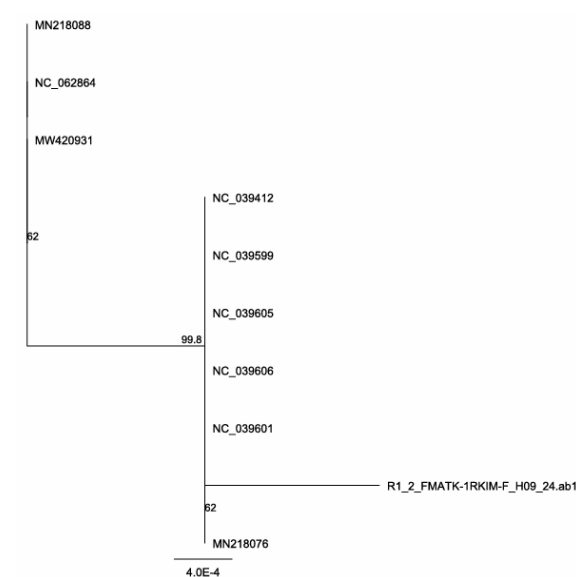 MN218088
NC_062864
MW420931
NC_039412
62
NC_039599
NC_039605
99.8
NC_039606
NC_039601
R1_2_FMATK-1RKIM-F_H09_24.ab1
62
MN218076
4.0E-4